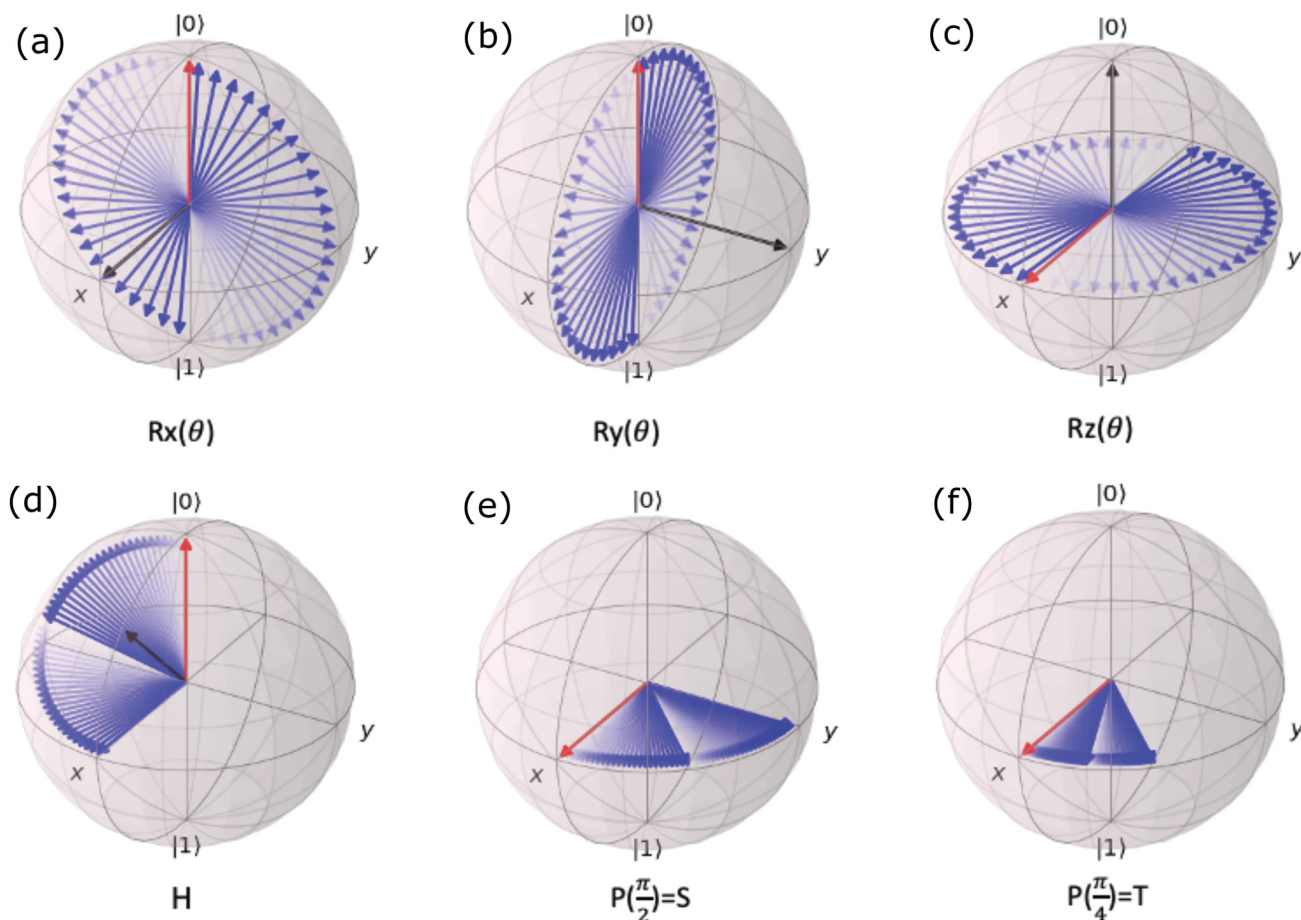 (a)
|0⟩
x
y
|1⟩
Rx(θ)
(b)
|0⟩
x
y
|1⟩
Ry(θ)
(c)
|0⟩
x
y
|1⟩
Rz(θ)
(d)
|0⟩
x
y
|1⟩
H
(e)
|0⟩
x
y
|1⟩
P(π/2)=S
(f)
|0⟩
x
y
|1⟩
P(π/4)=T